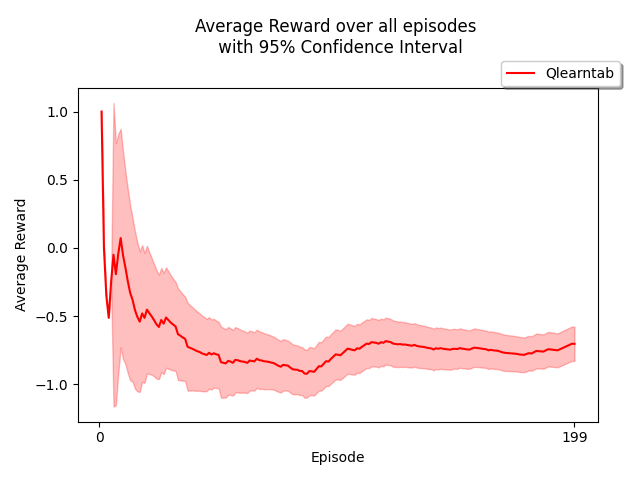 Average Reward over all episodes
with 95% Confidence Interval
Qlearntab
1.0
0.5
0.0
−0.5
−1.0
Average Reward
0
199
Episode